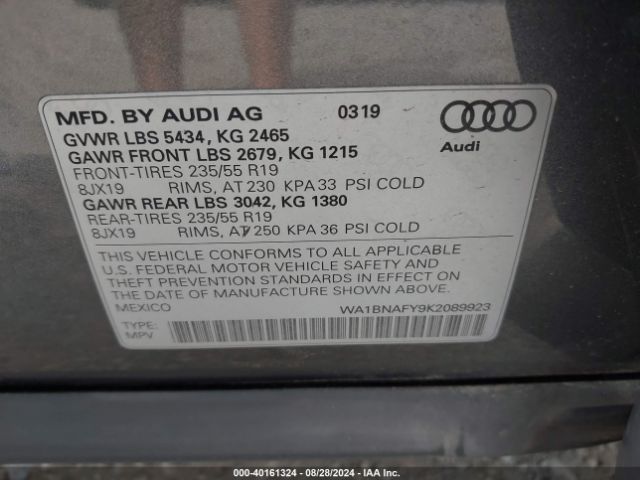 MFD. BY AUDI AG 0319
GVWR LBS 5434, KG 2465
GAWR FRONT LBS 2679, KG 1215
FRONT-TIRES 235/55 R19
8JX19 RIMS, AT 230 KPA 33 PSI COLD
GAWR REAR LBS 3042, KG 1380
REAR-TIRES 235/55 R19
8JX19 RIMS, AT 250 KPA 36 PSI COLD
Audi
THIS VEHICLE CONFORMS TO ALL APPLICABLE
U.S. FEDERAL MOTOR VEHICLE SAFETY AND
THEFT PREVENTION STANDARDS IN EFFECT ON
THE DATE OF MANUFACTURE SHOWN ABOVE.
MEXICO WA1BNAFY9K2089923
TYPE:
MPV
000-40161324 - 08/28/2024 - IAA